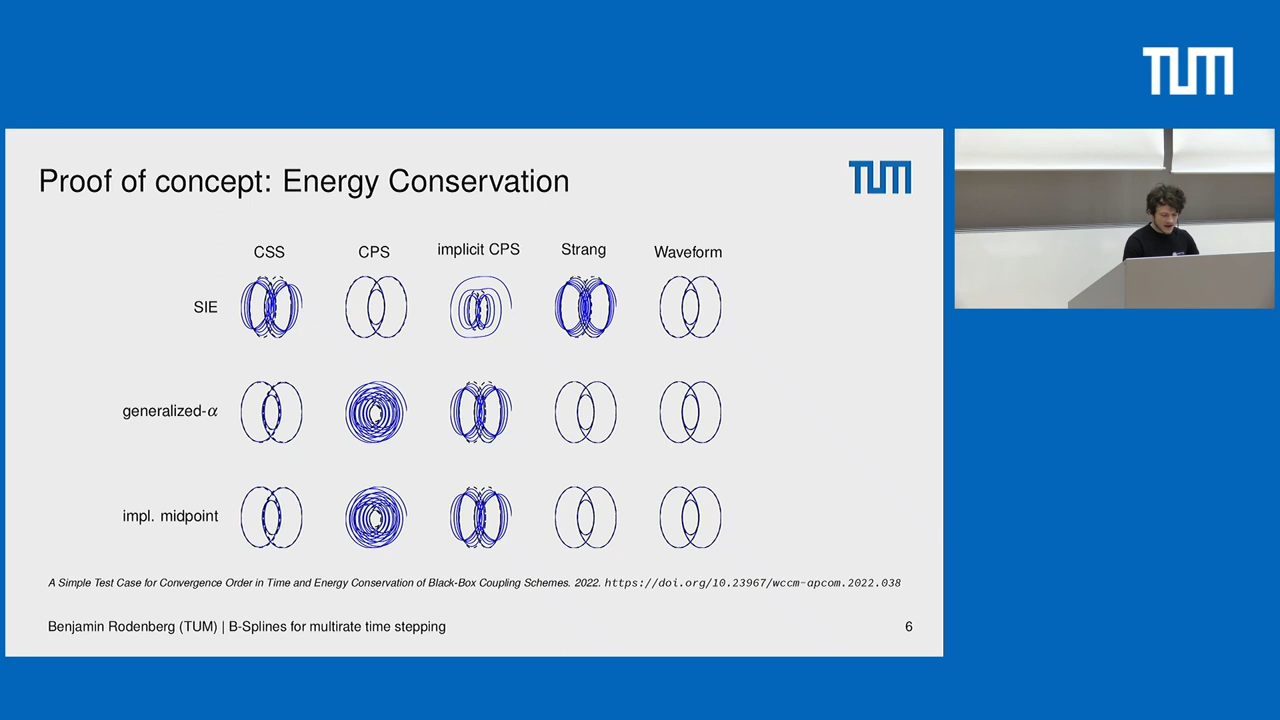 TUM
Proof of concept: Energy Conservation
TUM
CSS CPS implicit CPS Strang Waveform
SIE
generalized-α
impl. midpoint
A Simple Test Case for Convergence Order in Time and Energy Conservation of Black-Box Coupling Schemes. 2022. https://doi.org/10.23967/wccm-apcom.2022.038
Benjamin Rodenberg (TUM) | B-Splines for multirate time stepping 6